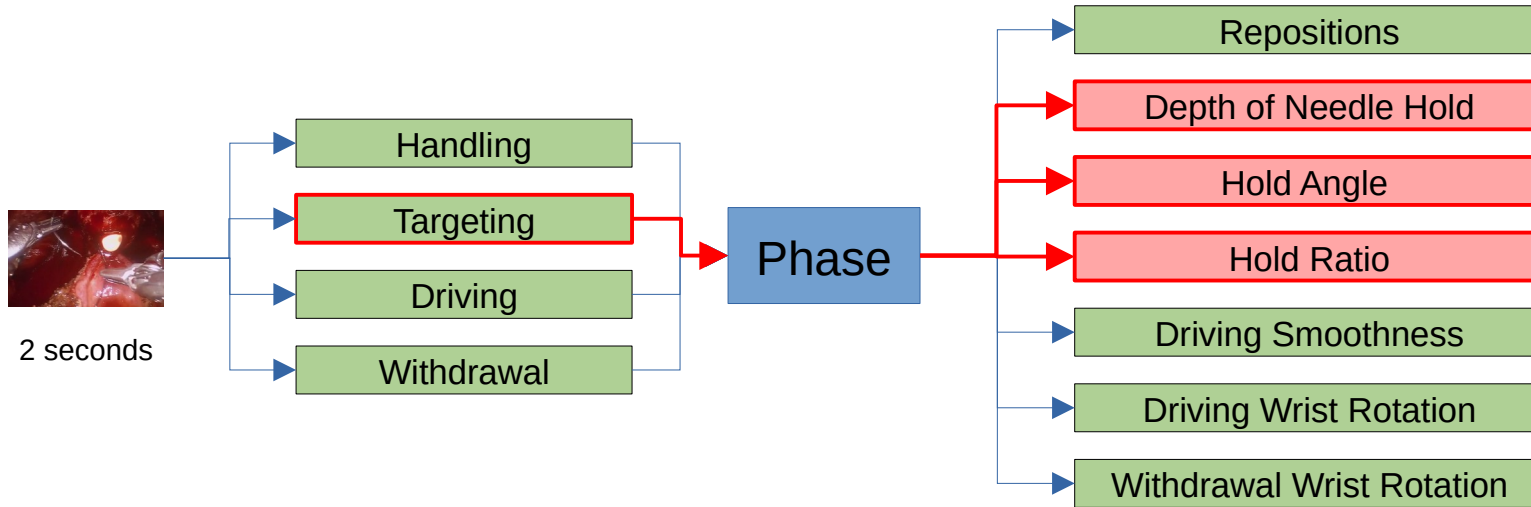 2 seconds
Handling
Targeting
Driving
Withdrawal
Phase
Repositions
Depth of Needle Hold
Hold Angle
Hold Ratio
Driving Smoothness
Driving Wrist Rotation
Withdrawal Wrist Rotation